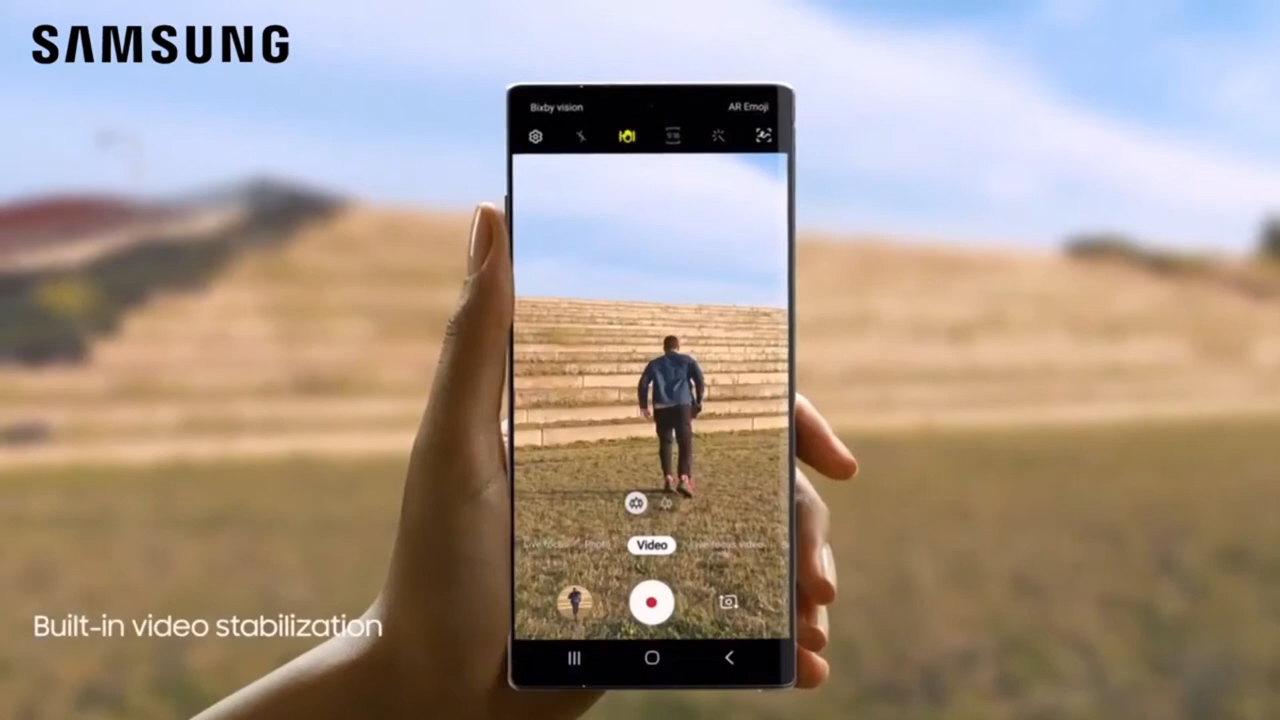 SAMSUNG
Bixby vision
AR Emoji
Video
Built-in video stabilization